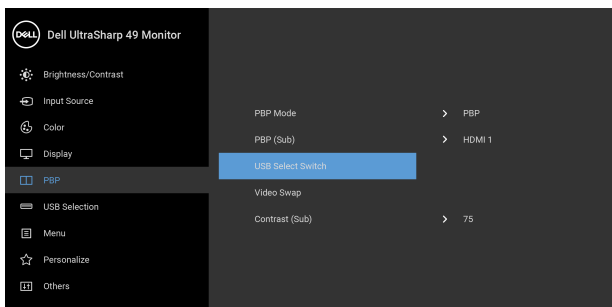 DELL Dell UltraSharp 49 Monitor
Brightness/Contrast
Input Source
Color
Display
PBP
USB Selection
Menu
Personalize
Others
PBP Mode > PBP
PBP (Sub) > HDMI 1
USB Select Switch
Video Swap
Contrast (Sub) > 75